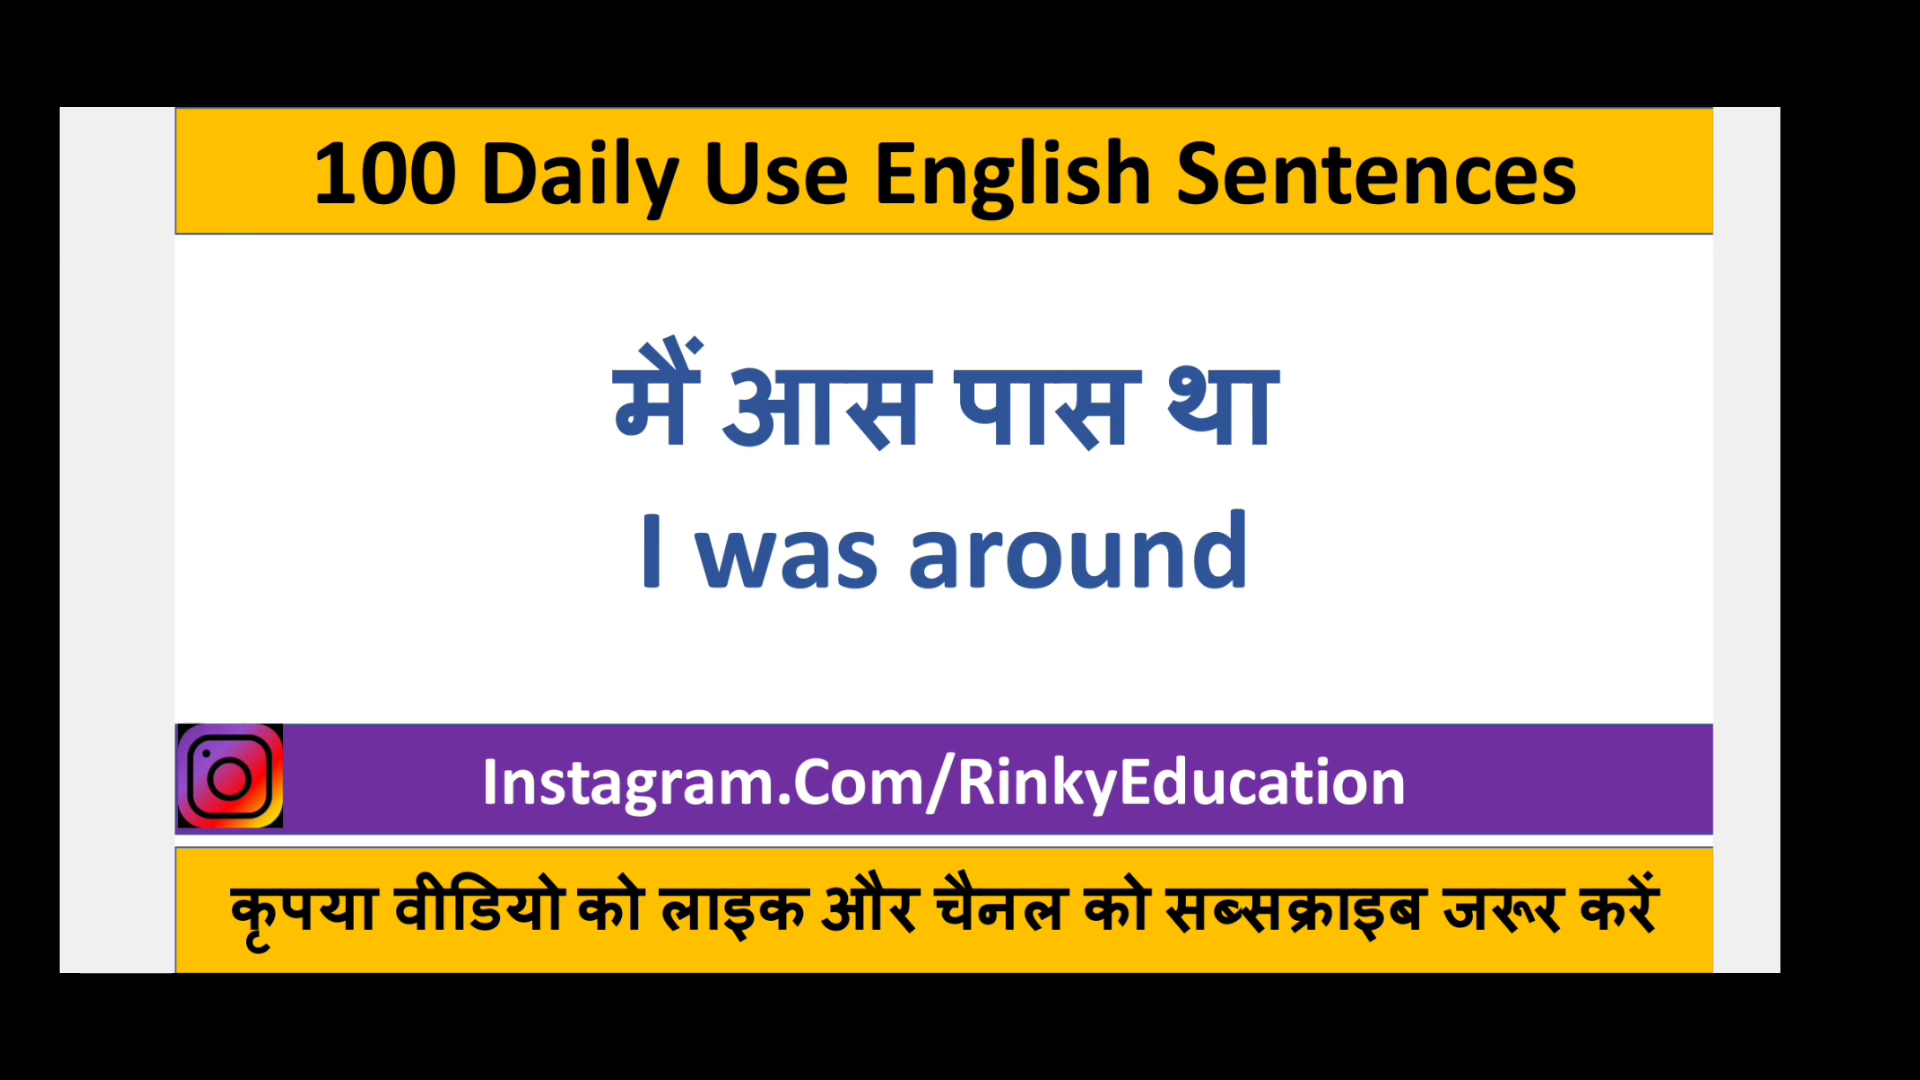 100 Daily Use English Sentences
मैं आस पास था
I was around
Instagram.Com/RinkyEducation
कृपया वीडियो को लाइक और चैनल को सब्सक्राइब जरूर करें